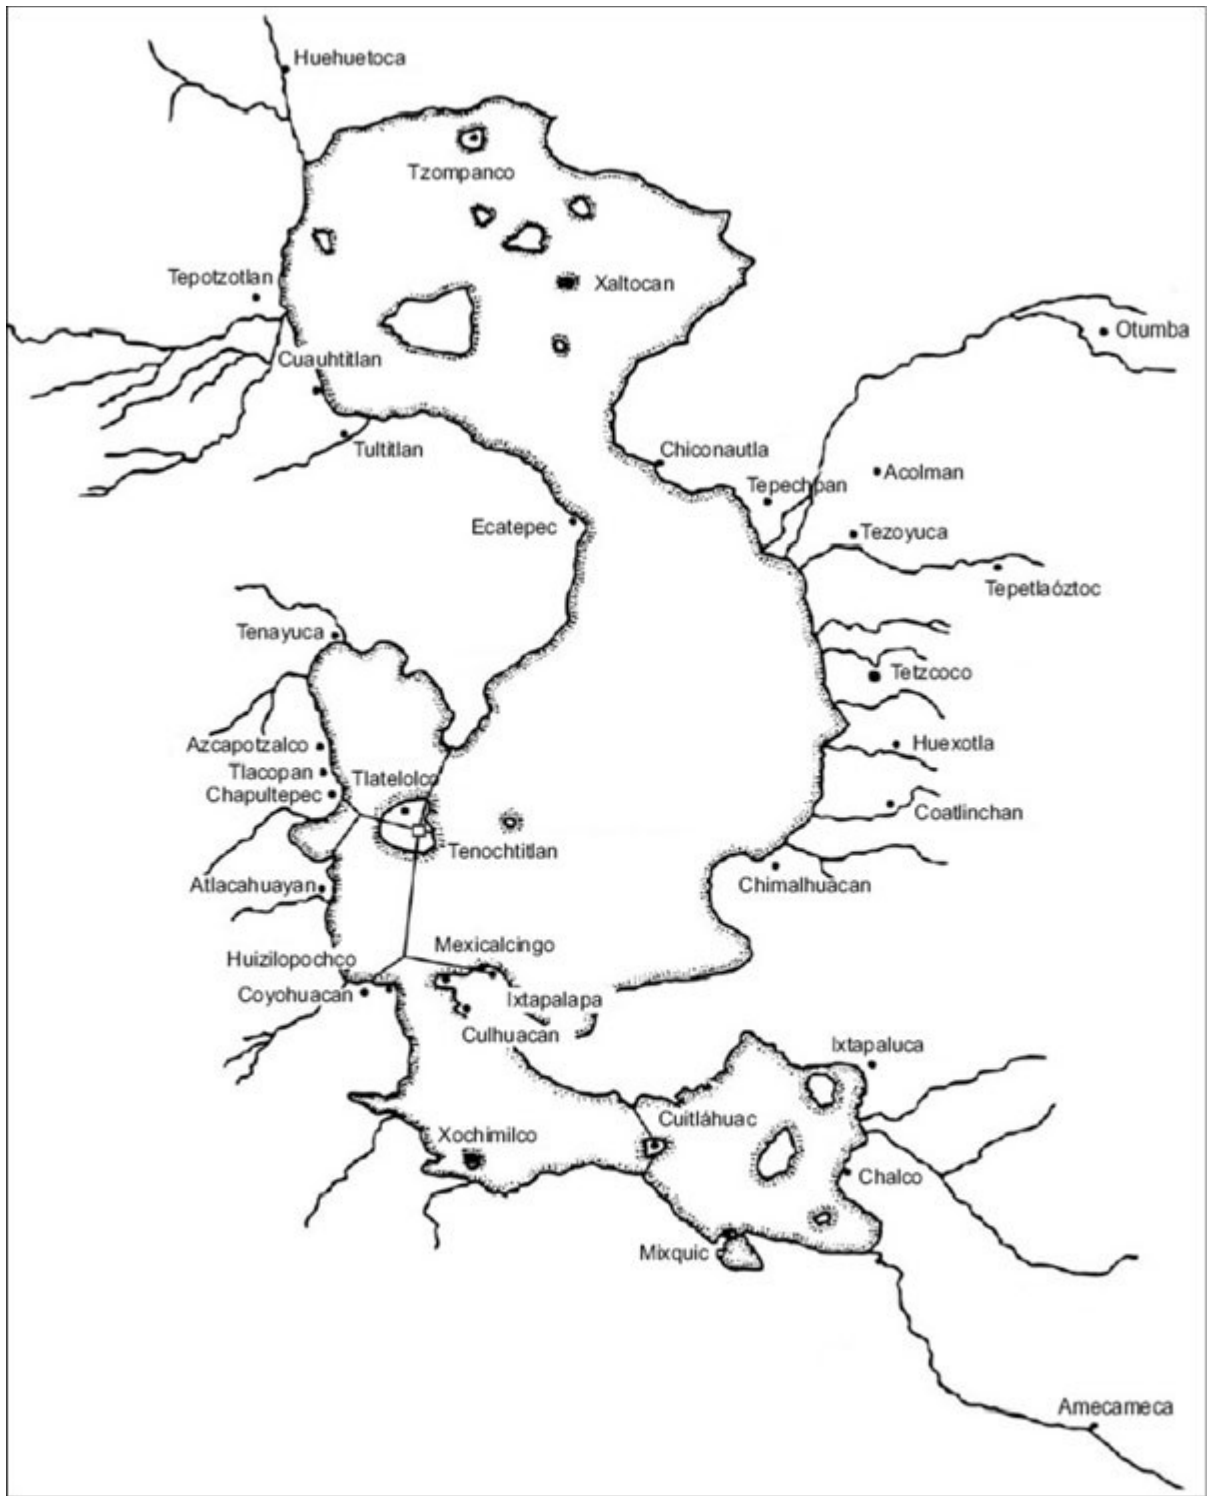 Huehuetoca
Tzompanco
Tepotzotlan
Xaltocan
Otumba
Cuauhtitlan
Tultitlan
Chiconautla
Acolman
Tepechpan
Ecatepec
Tezoyuca
Tepetlaóztoc
Tenayuca
Tetzcoco
Azcapotzalco
Huexotla
Tlacopan
Tlatelolco
Chapultepec
Coatlinchan
Tenochtitlan
Atlacahuayan
Chimalhuacan
Mexicalcingo
Huizilopochco
Coyohuacan
Ixtapalapa
Culhuacan
Ixtapaluca
Cuitláhuac
Xochimilco
Chalco
Mixquic
Amecameca